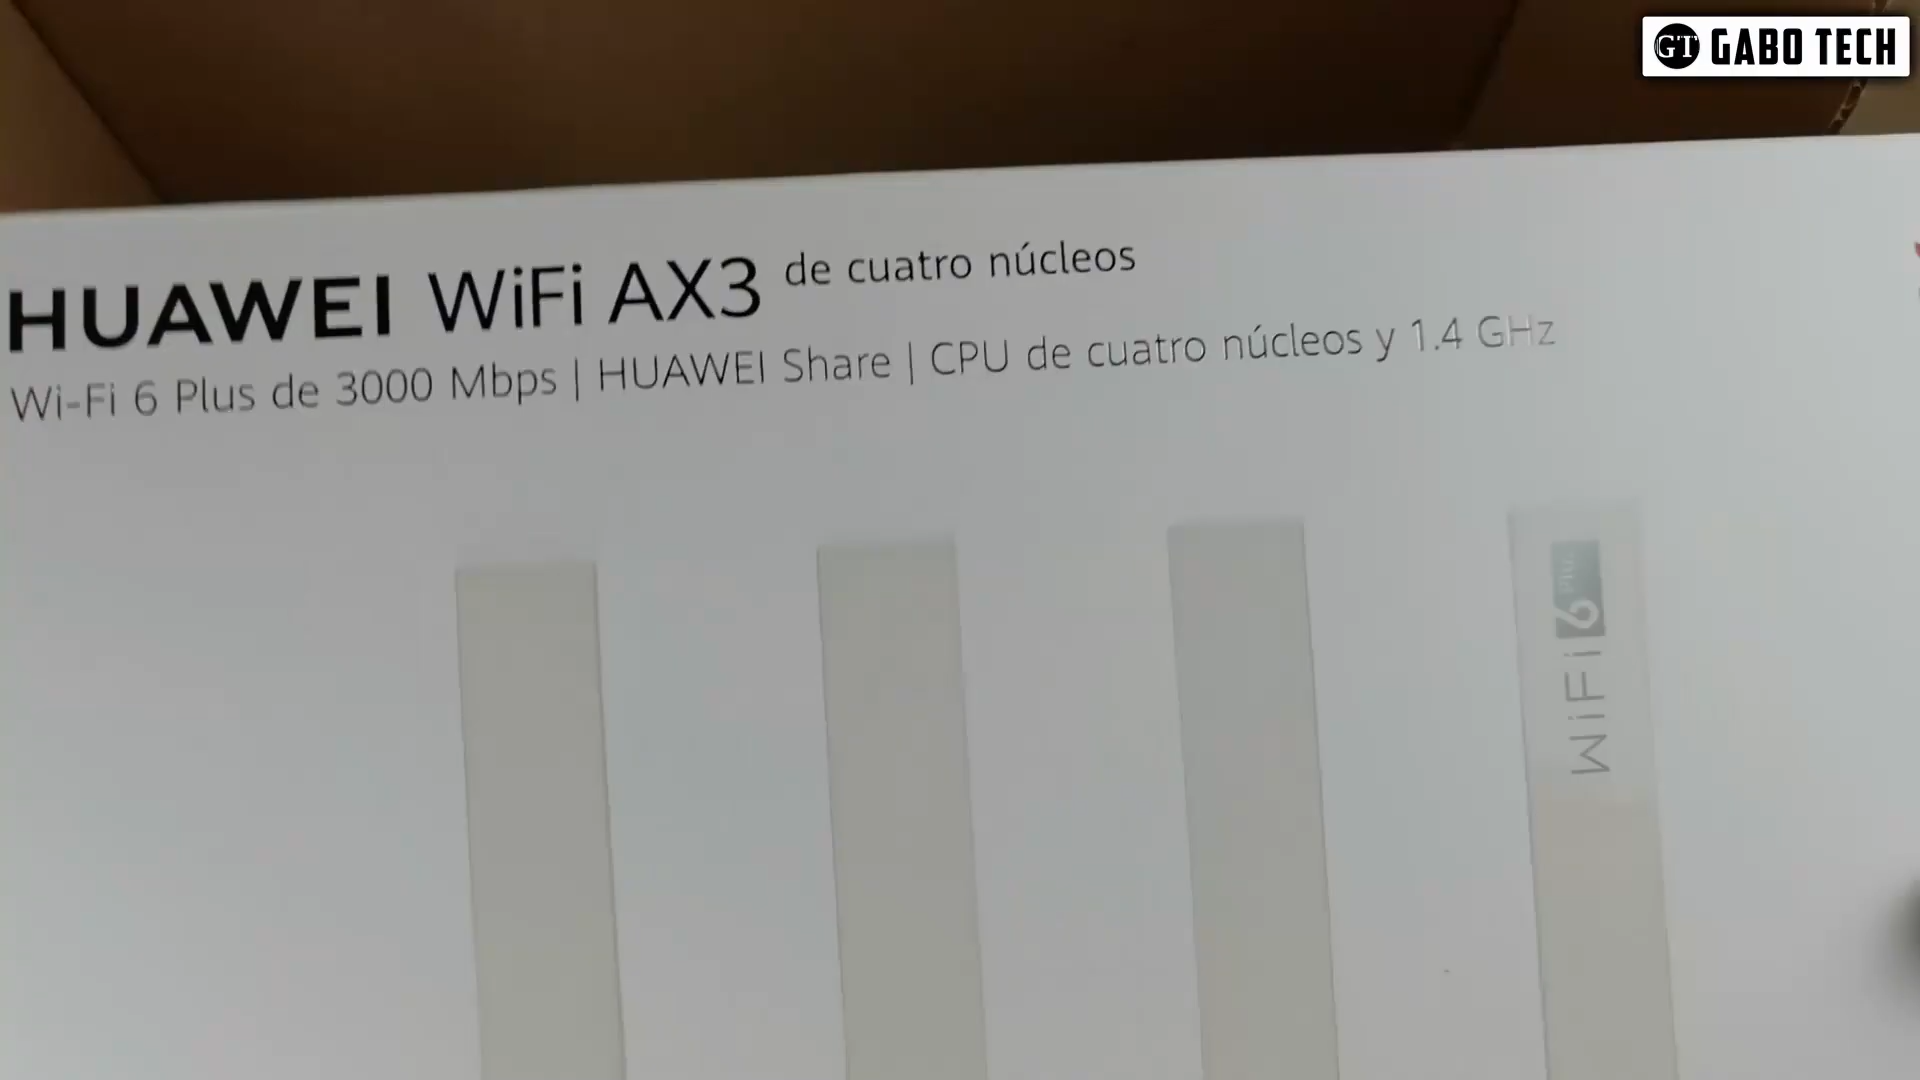 GT GABO TECH
HUAWEI WiFi AX3 de cuatro núcleos
Wi-Fi 6 Plus de 3000 Mbps | HUAWEI Share | CPU de cuatro núcleos y 1.4 GHz
WiFi 6